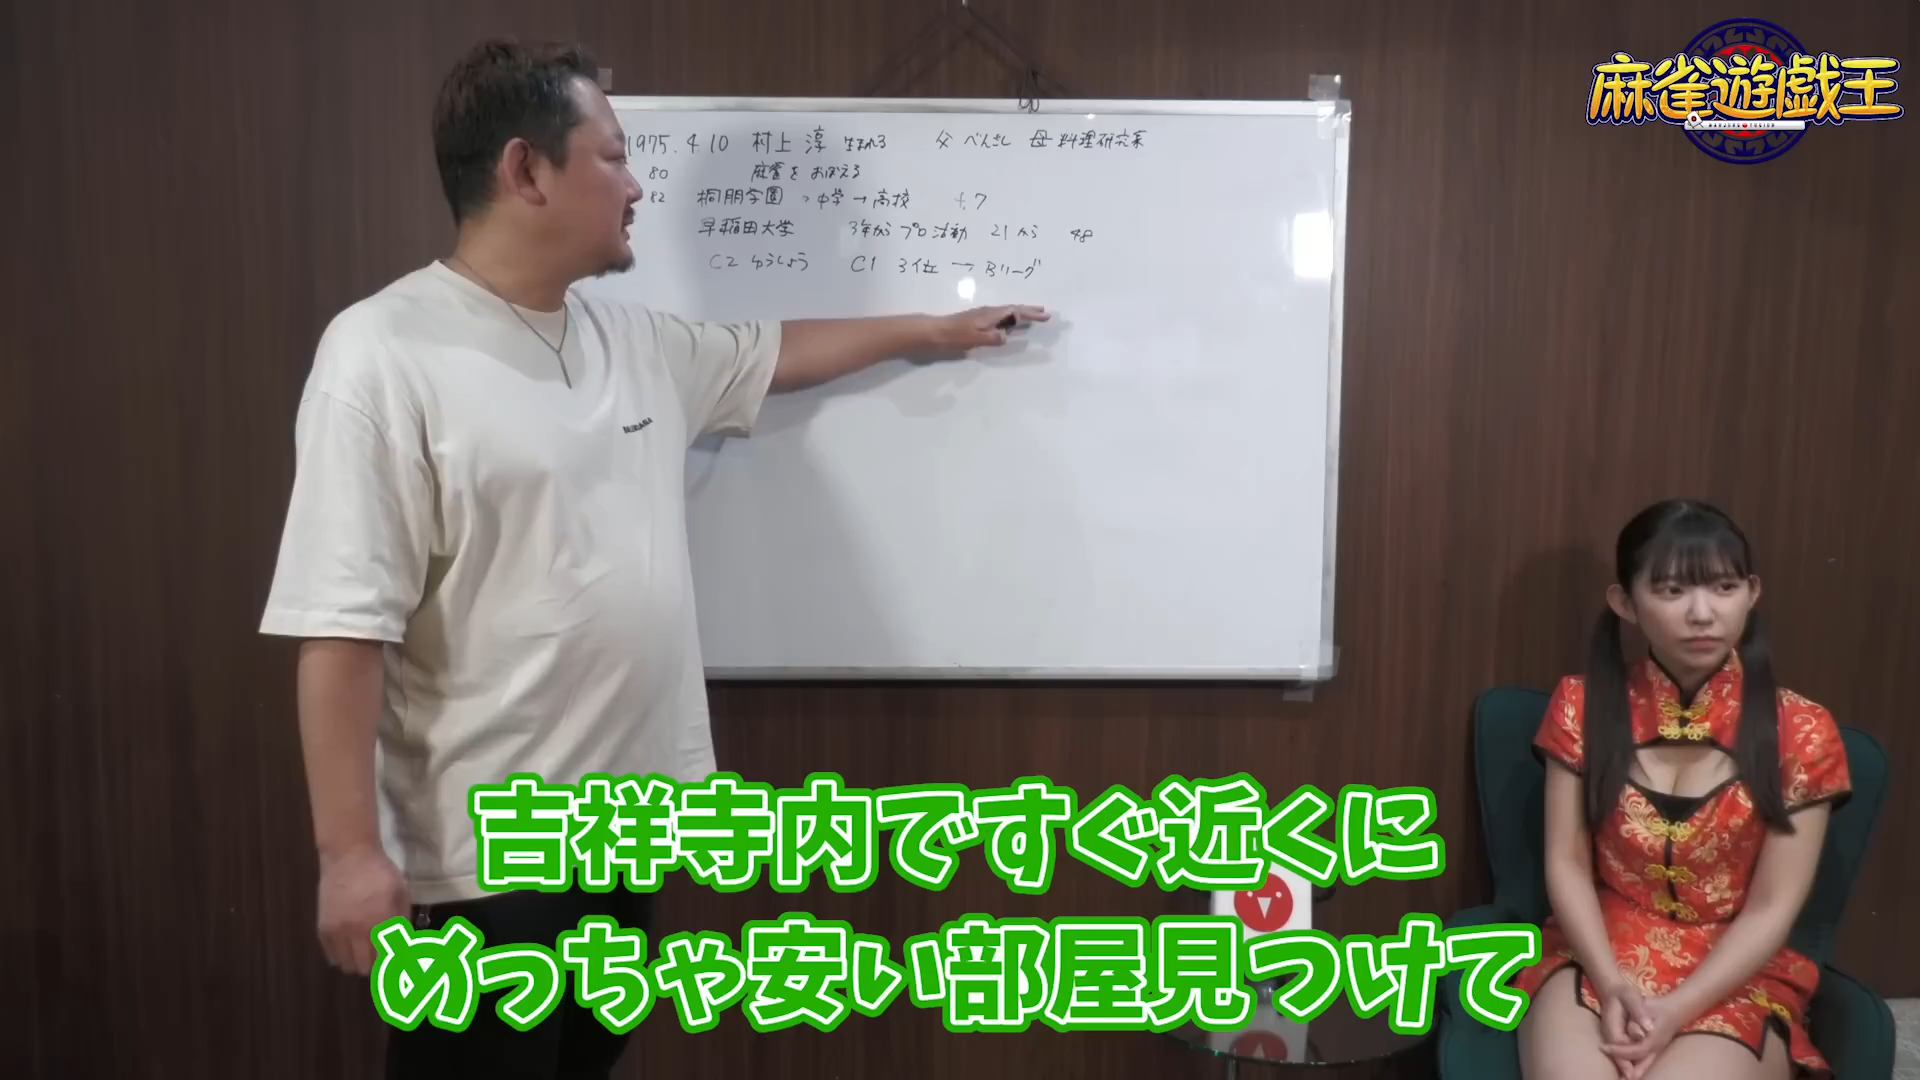 麻雀遊戯王
1975.4.10 村上 淳 生まれる 父 べんごし 母 料理研究家
80 麻雀をおぼえる
82 桐朋学園 → 中学 → 高校 f.7
早稲田大学 3年からプロ活動 21から 48
C2 ゆうしょう C1 3位 → Bリーグ
吉祥寺内ですぐ近くに
めっちゃ安い部屋見つけて